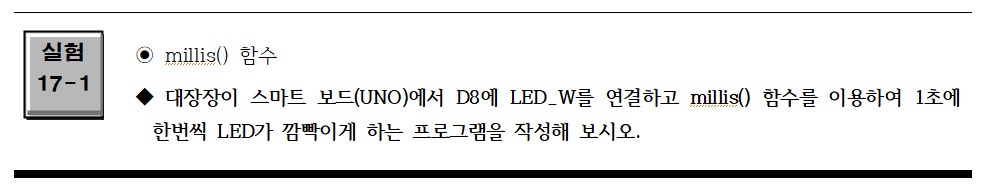 실험
17-1
◉ millis() 함수
◆ 대장장이 스마트 보드(UNO)에서 D8에 LED_W를 연결하고 millis() 함수를 이용하여 1초에
한번씩 LED가 깜빡이게 하는 프로그램을 작성해 보시오.